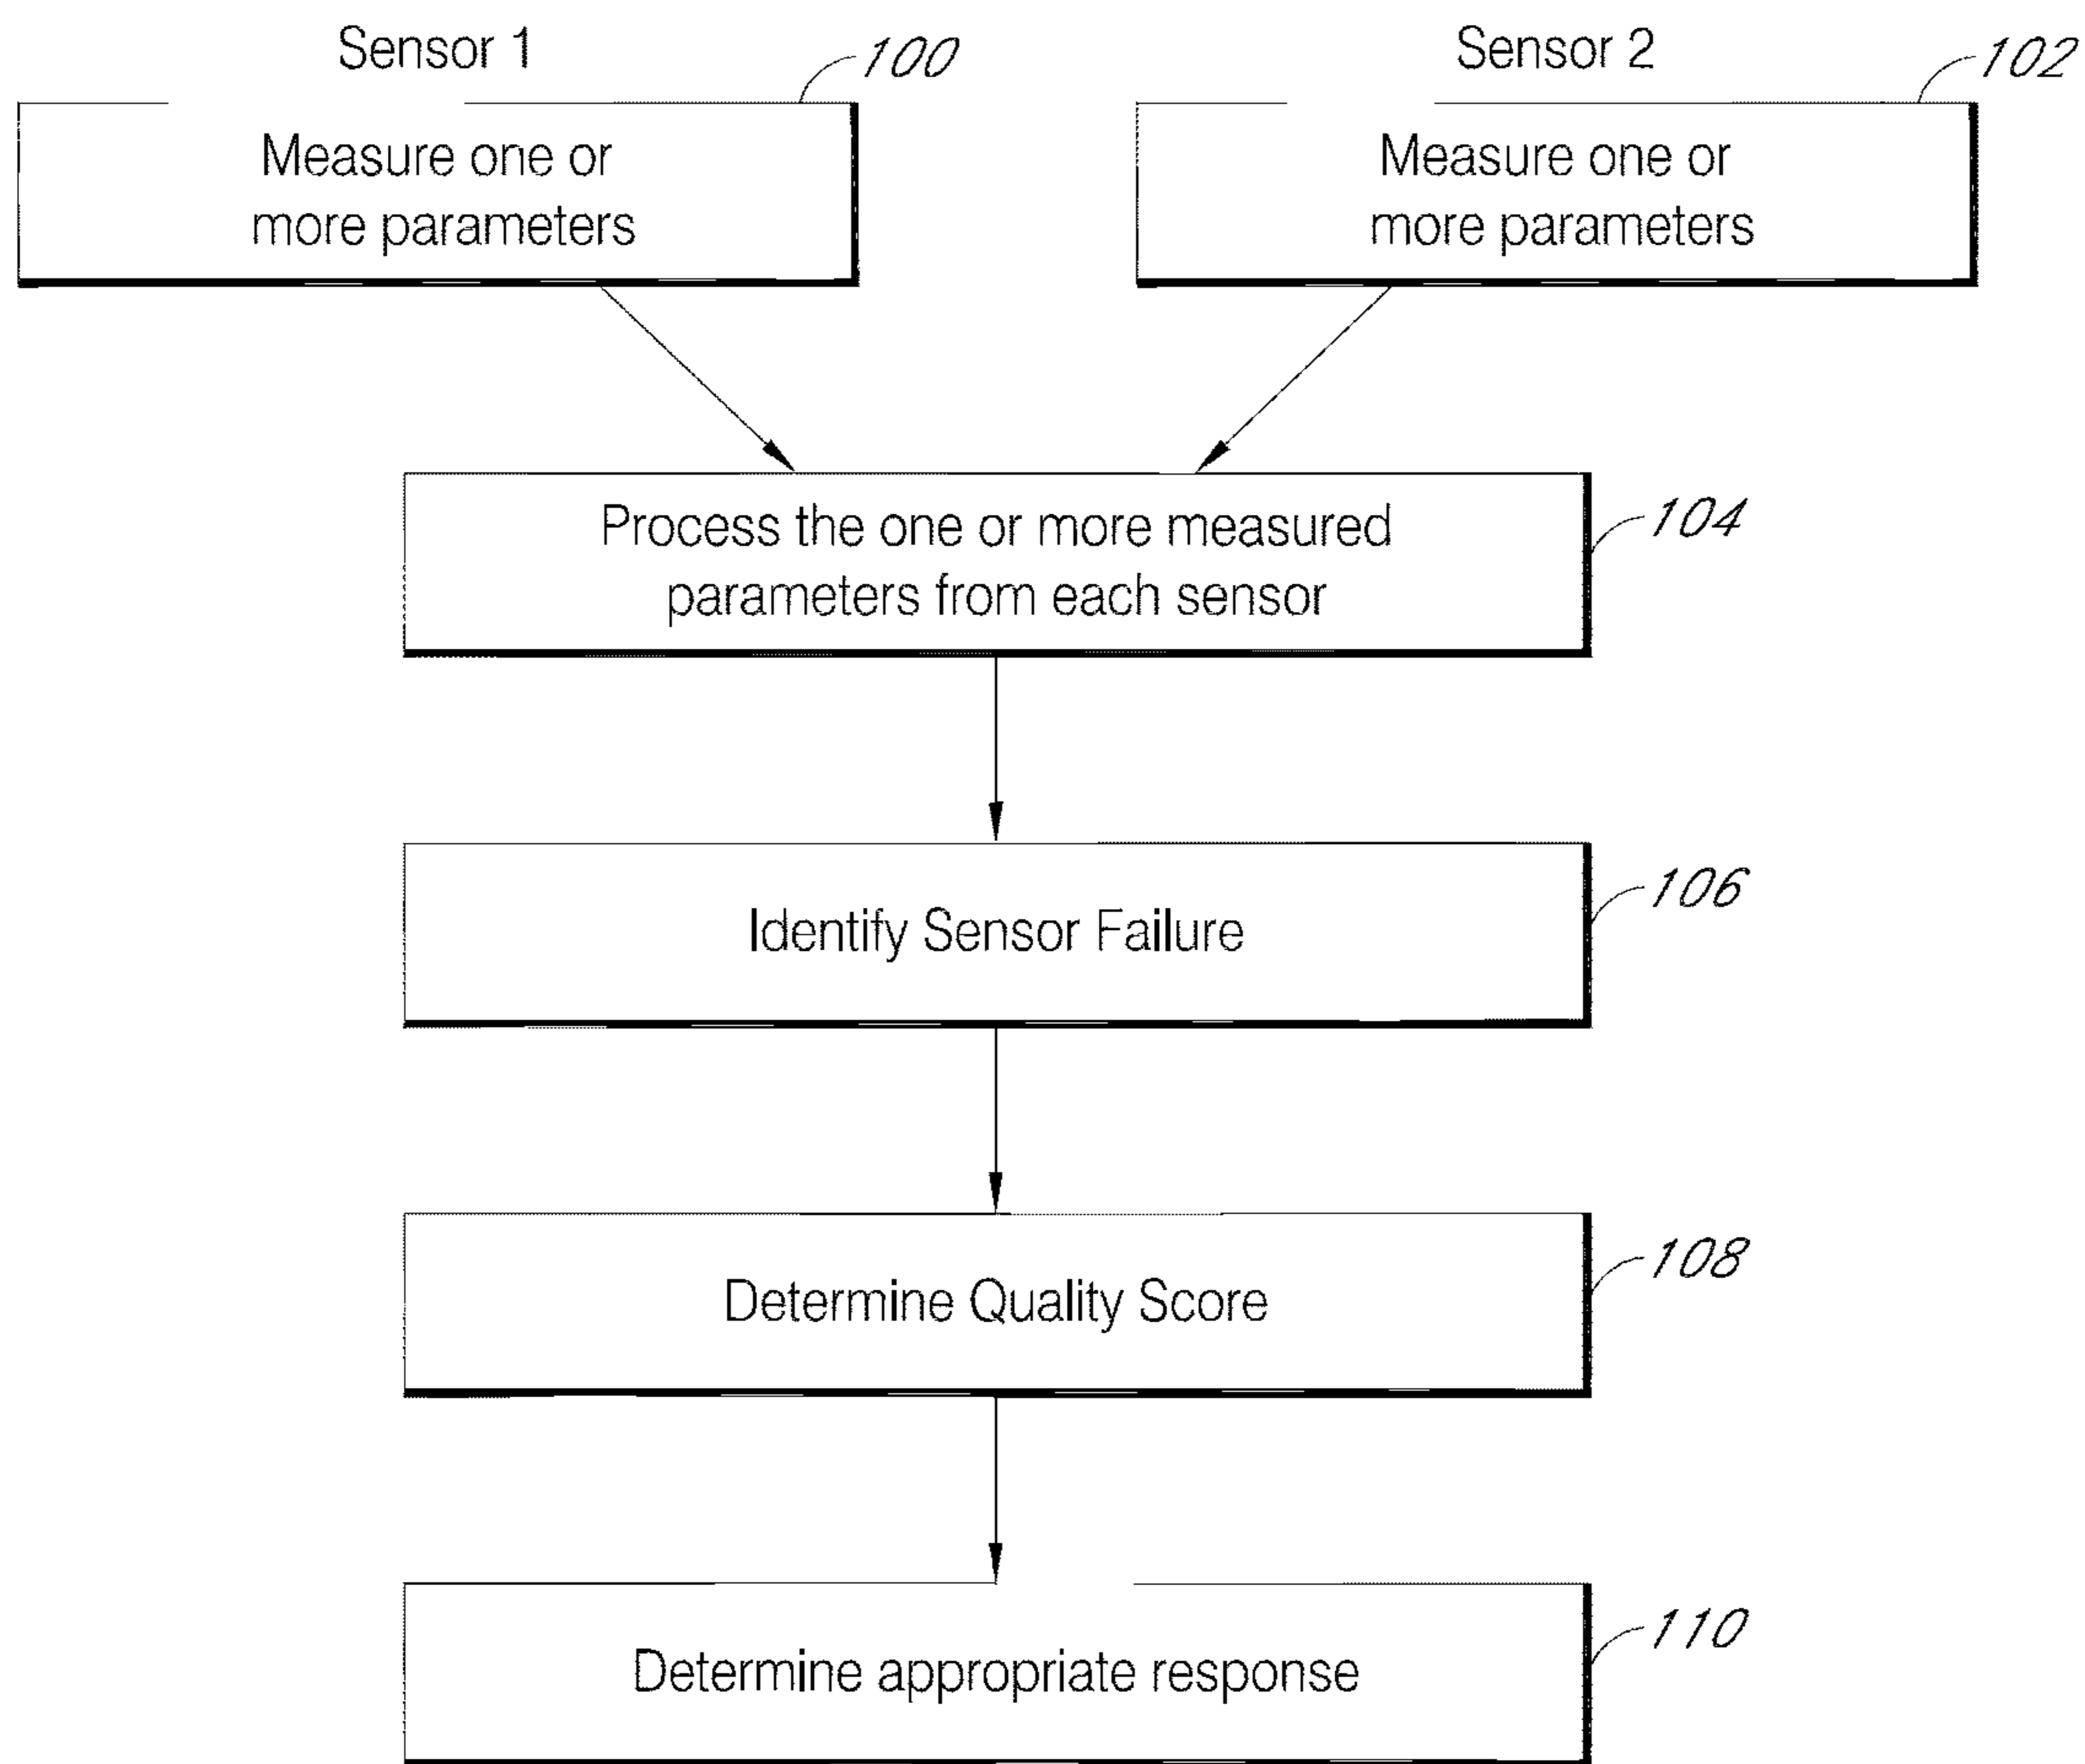 Sensor 1
100
Sensor 2
102
Measure one or
more parameters
Measure one or
more parameters
Process the one or more measured
parameters from each sensor
104
Identify Sensor Failure
106
Determine Quality Score
108
Determine appropriate response
110